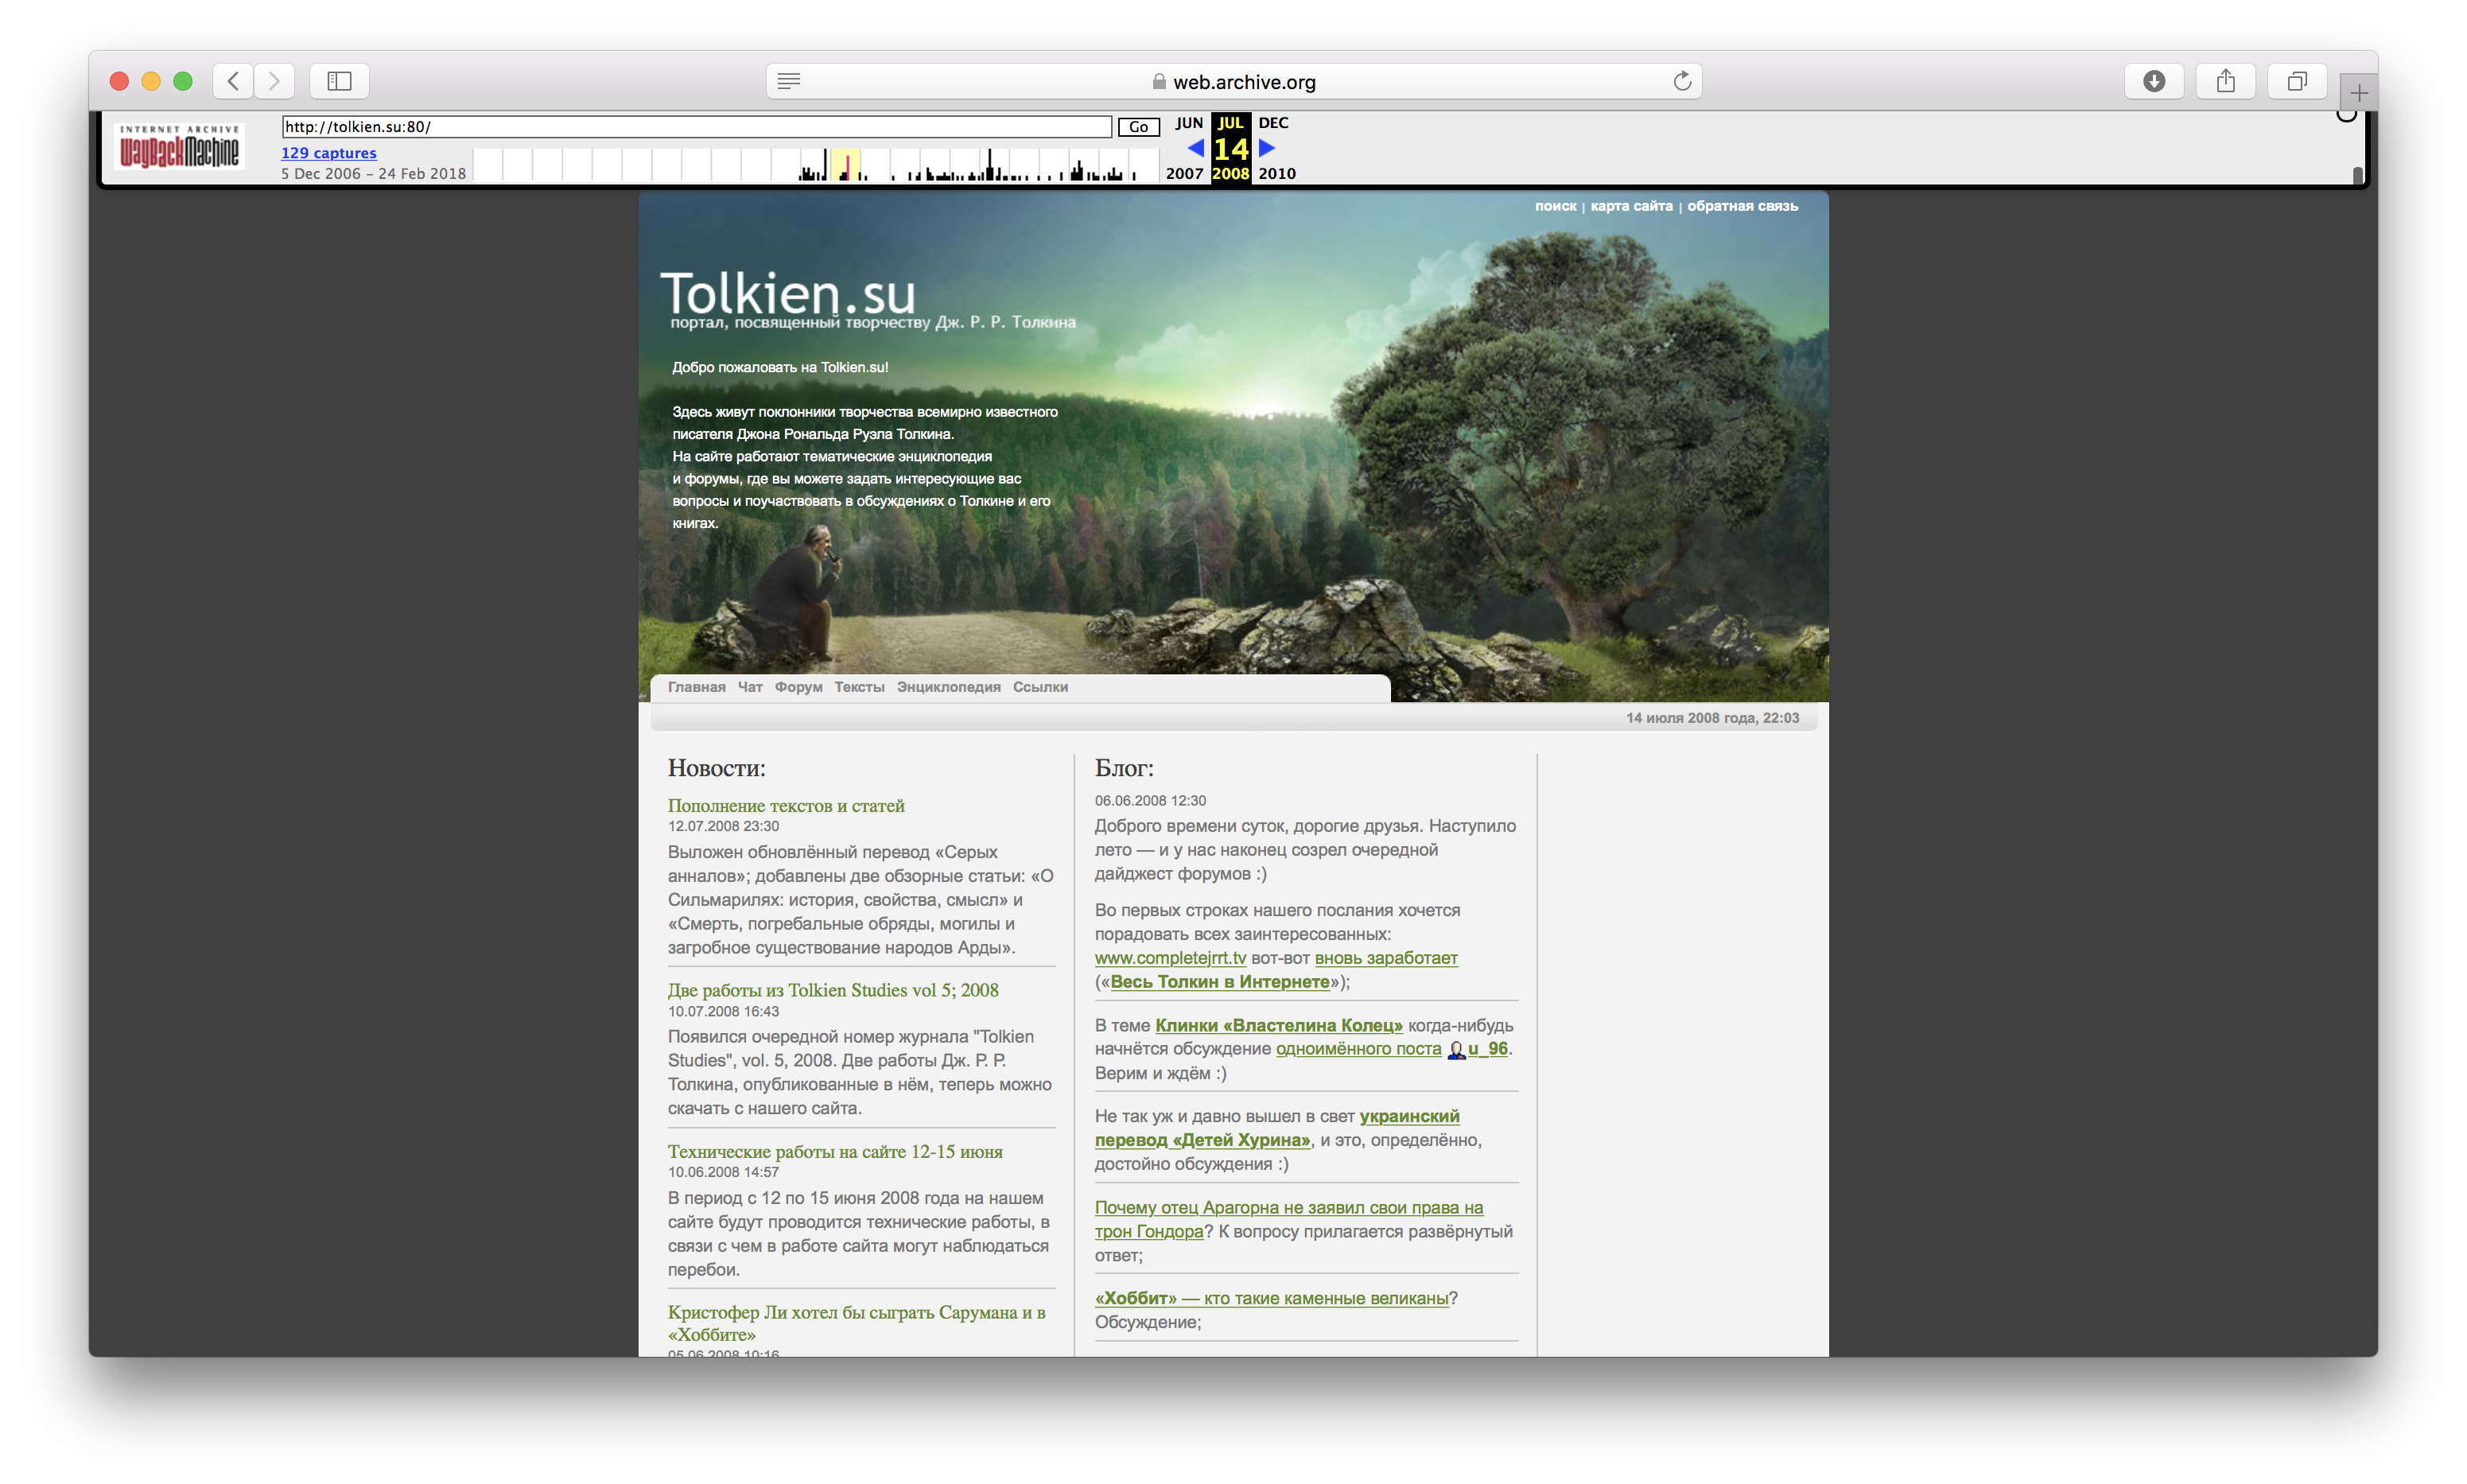 web.archive.org
INTERNET ARCHIVE
WayBackMachine
http://tolkien.su:80/
Go
129 captures
5 Dec 2006 – 24 Feb 2018
JUN JUL DEC
14
2007 2008 2010
поиск | карта сайта | обратная связь
Tolkien.su
портал, посвященный творчеству Дж. Р. Р. Толкина
Добро пожаловать на Tolkien.su!
Здесь живут поклонники творчества всемирно известного
писателя Джона Рональда Руэла Толкина.
На сайте работают тематические энциклопедия
и форумы, где вы можете задать интересующие вас
вопросы и поучаствовать в обсуждениях о Толкине и его
книгах.
Главная Чат Форум Тексты Энциклопедия Ссылки
14 июля 2008 года, 22:03
Новости:
Пополнение текстов и статей
12.07.2008 23:30
Выложен обновлённый перевод «Серых
анналов»; добавлены две обзорные статьи: «О
Сильмарилях: история, свойства, смысл» и
«Смерть, погребальные обряды, могилы и
загробное существование народов Арды».
Две работы из Tolkien Studies vol 5; 2008
10.07.2008 16:43
Появился очередной номер журнала "Tolkien
Studies", vol. 5, 2008. Две работы Дж. Р. Р.
Толкина, опубликованные в нём, теперь можно
скачать с нашего сайта.
Технические работы на сайте 12-15 июня
10.06.2008 14:57
В период с 12 по 15 июня 2008 года на нашем
сайте будут проводится технические работы, в
связи с чем в работе сайта могут наблюдаться
перебои.
Кристофер Ли хотел бы сыграть Сарумана и в
«Хоббите»
05.06.2008 10:16
Блог:
06.06.2008 12:30
Доброго времени суток, дорогие друзья. Наступило
лето — и у нас наконец созрел очередной
дайджест форумов :)
Во первых строках нашего послания хочется
порадовать всех заинтересованных:
www.completejrrt.tv вот-вот вновь заработает
(«Весь Толкин в Интернете»);
В теме Клинки «Властелина Колец» когда-нибудь
начнётся обсуждение одноимённого поста u_96.
Верим и ждём :)
Не так уж и давно вышел в свет украинский
перевод «Детей Хурина», и это, определённо,
достойно обсуждения :)
Почему отец Арагорна не заявил свои права на
трон Гондора? К вопросу прилагается развёрнутый
ответ;
«Хоббит» — кто такие каменные великаны?
Обсуждение;